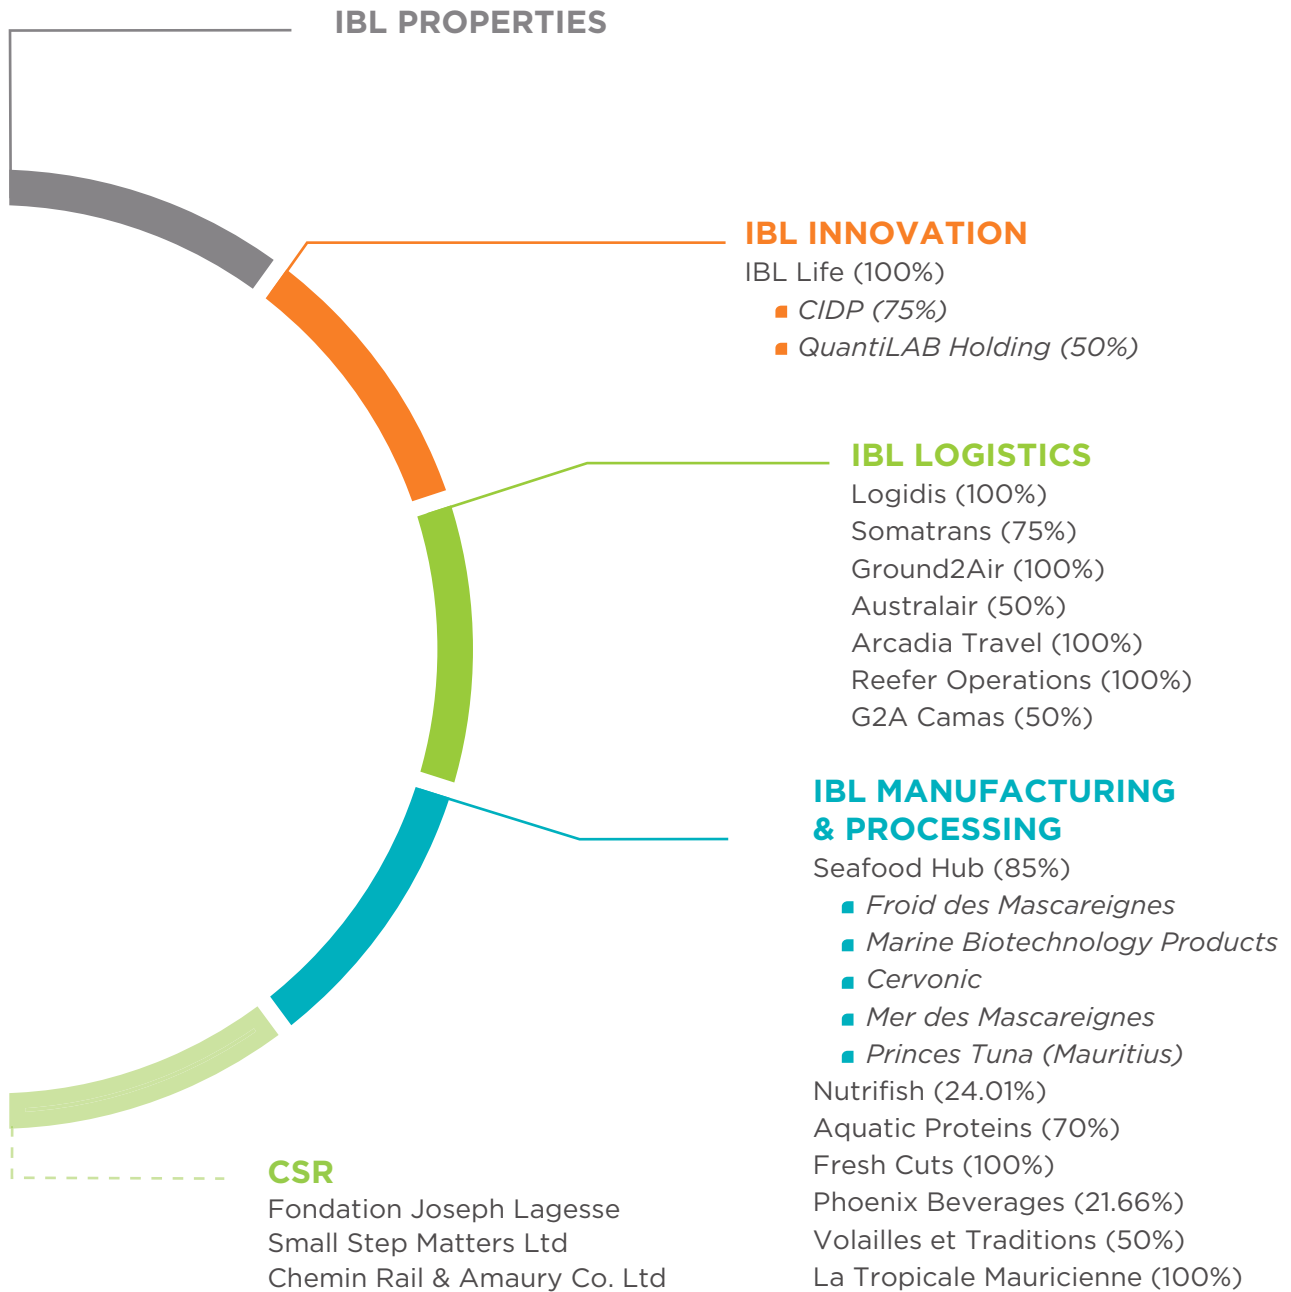 IBL PROPERTIES
IBL INNOVATION
IBL Life (100%)
CIDP (75%)
QuantiLAB Holding (50%)
IBL LOGISTICS
Logidis (100%)
Somatrans (75%)
Ground2Air (100%)
Australair (50%)
Arcadia Travel (100%)
Reefer Operations (100%)
G2A Camas (50%)
IBL MANUFACTURING
& PROCESSING
Seafood Hub (85%)
Froid des Mascareignes
Marine Biotechnology Products
Cervonic
Mer des Mascareignes
Princes Tuna (Mauritius)
Nutrifish (24.01%)
Aquatic Proteins (70%)
Fresh Cuts (100%)
Phoenix Beverages (21.66%)
Volailles et Traditions (50%)
La Tropicale Mauricienne (100%)
CSR
Fondation Joseph Lagesse
Small Step Matters Ltd
Chemin Rail & Amaury Co. Ltd